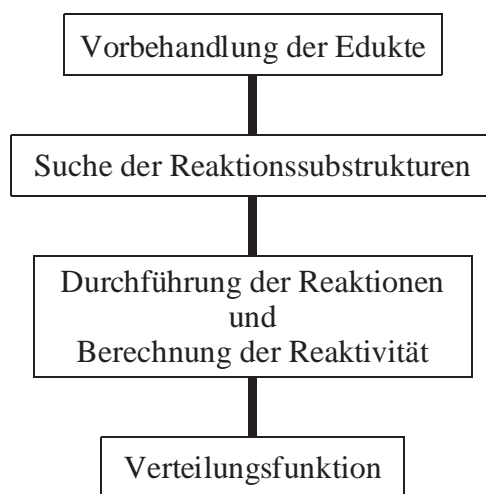 Vorbehandlung der Edukte
Suche der Reaktionssubstrukturen
Durchführung der Reaktionen
und
Berechnung der Reaktivität
Verteilungsfunktion